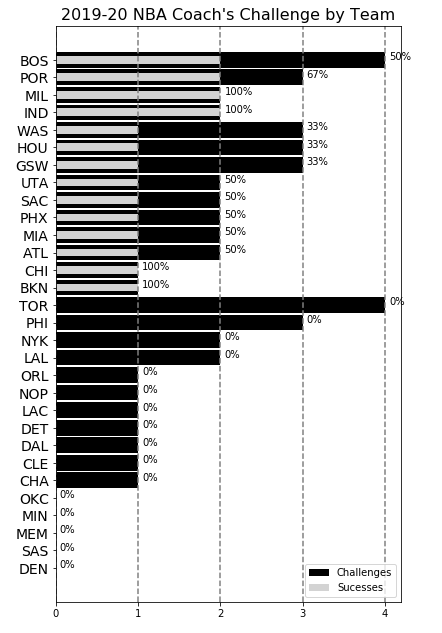 2019-20 NBA Coach's Challenge by Team
BOS 50%
POR 67%
MIL 100%
IND 100%
WAS 33%
HOU 33%
GSW 33%
UTA 50%
SAC 50%
PHX 50%
MIA 50%
ATL 50%
CHI 100%
BKN 100%
TOR 0%
PHI 0%
NYK 0%
LAL 0%
ORL 0%
NOP 0%
LAC 0%
DET 0%
DAL 0%
CLE 0%
CHA 0%
OKC 0%
MIN 0%
MEM 0%
SAS 0%
DEN 0%
Challenges
Sucesses
0 1 2 3 4